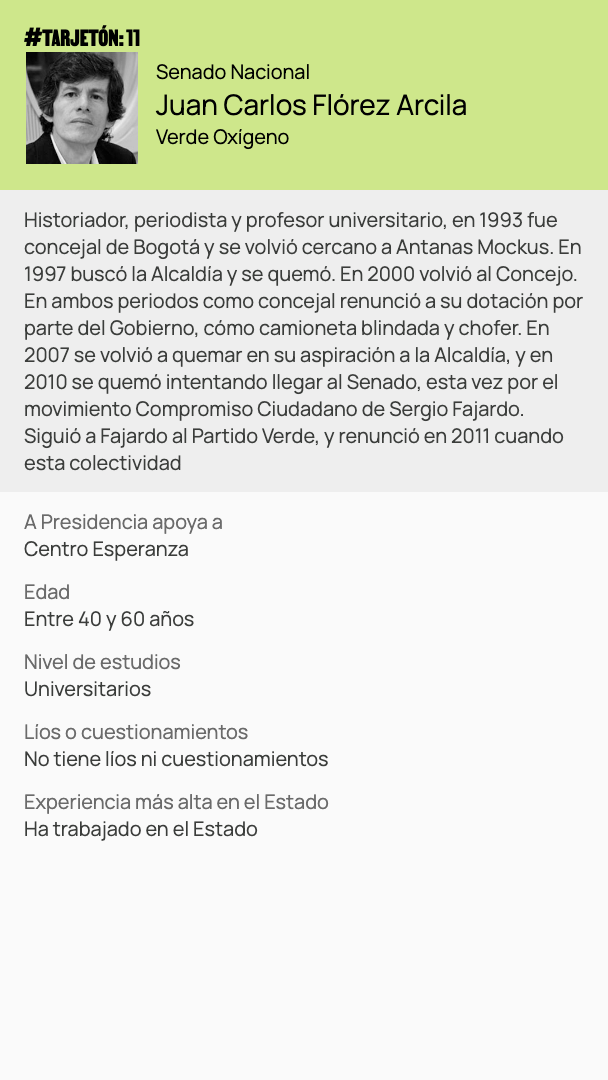 #TARJETÓN: 11
Senado Nacional
Juan Carlos Flórez Arcila
Verde Oxígeno
Historiador, periodista y profesor universitario, en 1993 fue
concejal de Bogotá y se volvió cercano a Antanas Mockus. En
1997 buscó la Alcaldía y se quemó. En 2000 volvió al Concejo.
En ambos periodos como concejal renunció a su dotación por
parte del Gobierno, cómo camioneta blindada y chofer. En
2007 se volvió a quemar en su aspiración a la Alcaldía, y en
2010 se quemó intentando llegar al Senado, esta vez por el
movimiento Compromiso Ciudadano de Sergio Fajardo.
Siguió a Fajardo al Partido Verde, y renunció en 2011 cuando
esta colectividad
A Presidencia apoya a
Centro Esperanza
Edad
Entre 40 y 60 años
Nivel de estudios
Universitarios
Líos o cuestionamientos
No tiene líos ni cuestionamientos
Experiencia más alta en el Estado
Ha trabajado en el Estado